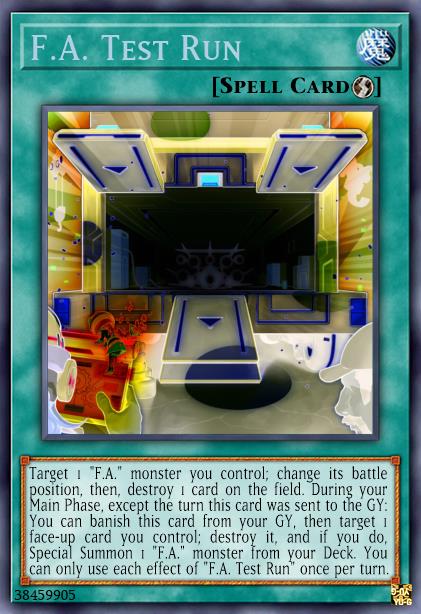 F.A. Test Run
[Spell Card]
Target 1 "F.A." monster you control; change its battle
position, then, destroy 1 card on the field. During your
Main Phase, except the turn this card was sent to the GY:
You can banish this card from your GY, then target 1
face-up card you control; destroy it, and if you do,
Special Summon 1 "F.A." monster from your Deck. You
can only use each effect of "F.A. Test Run" once per turn.
38459905